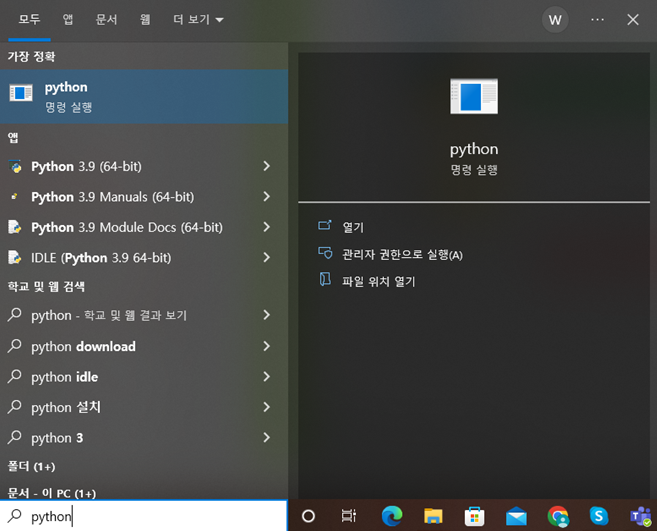 모두 앱 문서 웹 더 보기 W ···
가장 정확
python
명령 실행
앱
Python 3.9 (64-bit)
Python 3.9 Manuals (64-bit)
Python 3.9 Module Docs (64-bit)
IDLE (Python 3.9 64-bit)
학교 및 웹 검색
python - 학교 및 웹 결과 보기
python download
python idle
python 설치
python 3
폴더 (1+)
문서 - 이 PC (1+)
python
python
명령 실행
열기
관리자 권한으로 실행(A)
파일 위치 열기